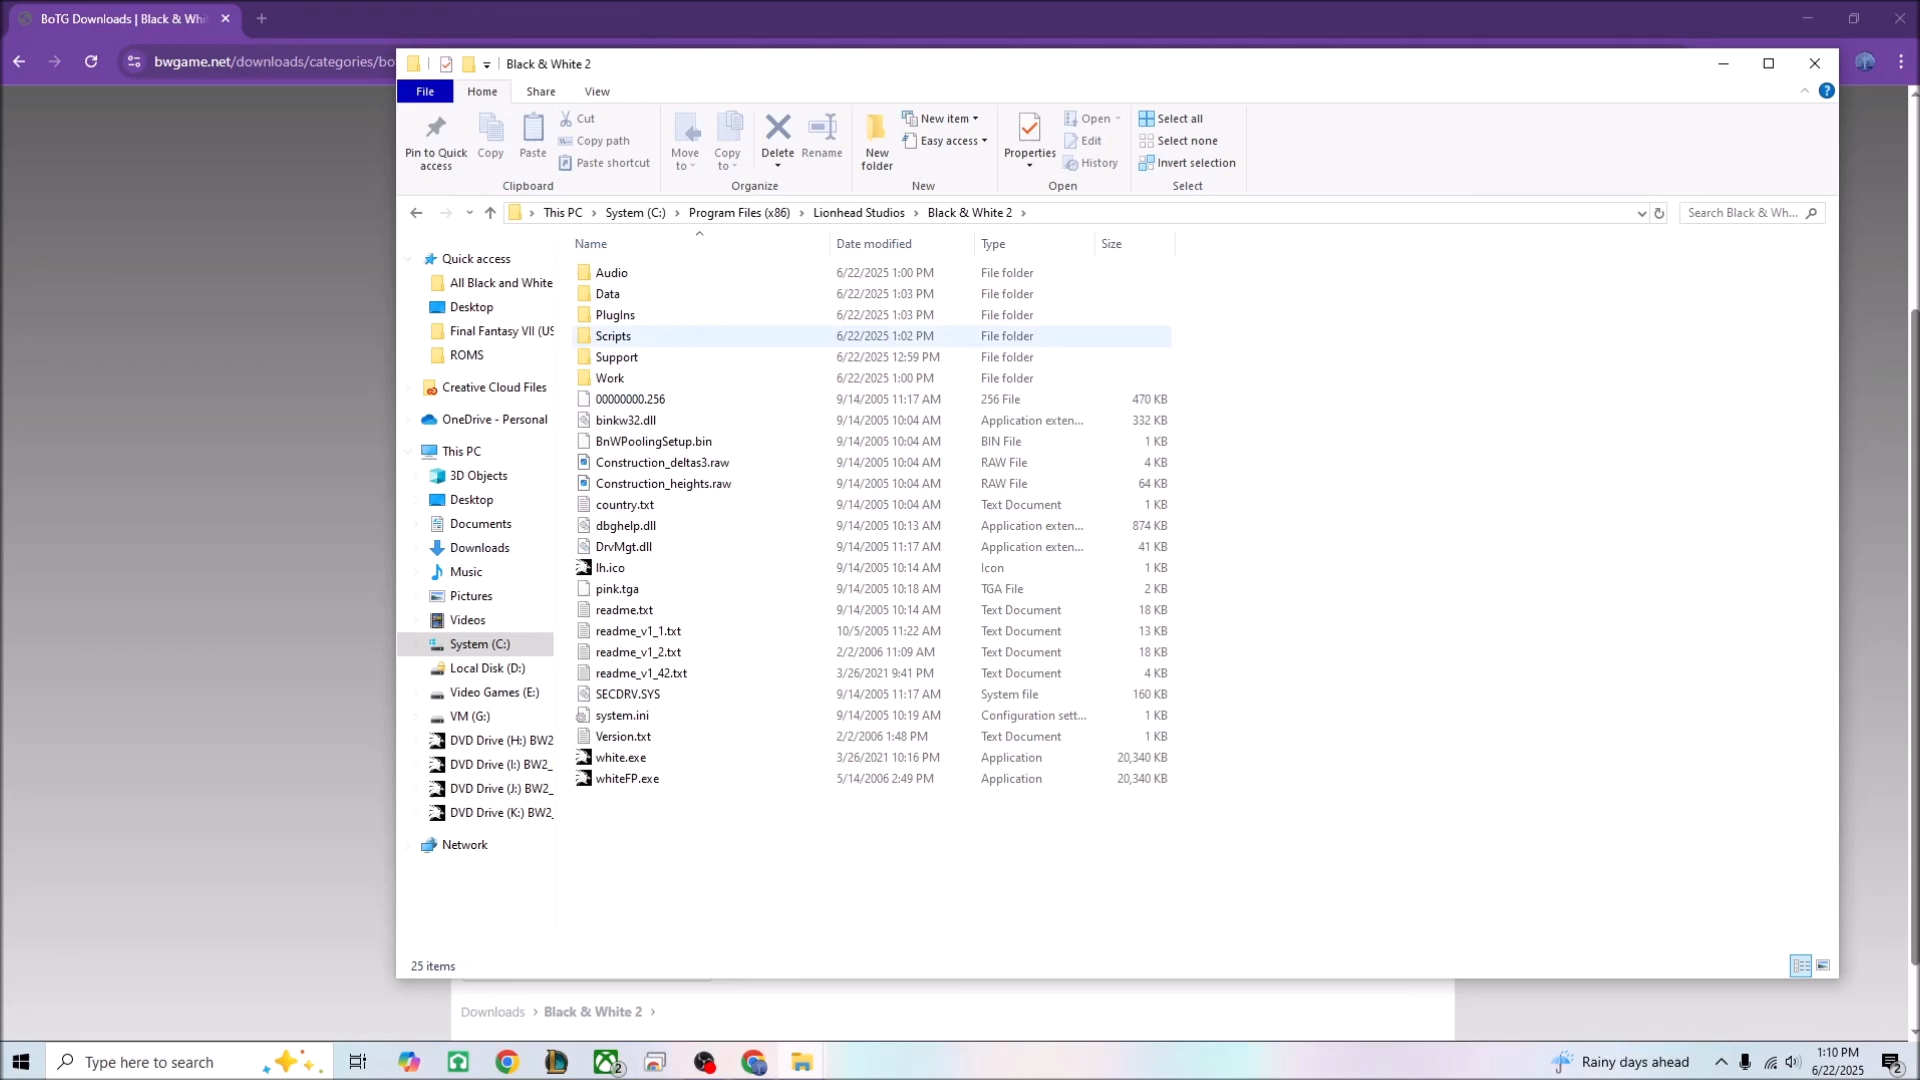 BoTG Downloads | Black & Whi
bwgame.net/downloads/categories/bo
Black & White 2
File
Home
Share
View
Pin to Quick access
Copy
Paste
Cut
Copy path
Paste shortcut
Clipboard
Move to
Copy to
Delete
Rename
Organize
New folder
New item
Easy access
New
Properties
Open
Edit
History
Open
Select all
Select none
Invert selection
Select
This PC > System (C:) > Program Files (x86) > Lionhead Studios > Black & White 2 >
Search Black & Wh...
Name Date modified Type Size
Quick access
All Black and White
Desktop
Final Fantasy VII (US
ROMS
Creative Cloud Files
OneDrive - Personal
This PC
3D Objects
Desktop
Documents
Downloads
Music
Pictures
Videos
System (C:)
Local Disk (D:)
Video Games (E:)
VM (G:)
DVD Drive (H:) BW2
DVD Drive (I:) BW2_
DVD Drive (J:) BW2_
DVD Drive (K:) BW2_
Network
Audio 6/22/2025 1:00 PM File folder
Data 6/22/2025 1:03 PM File folder
PlugIns 6/22/2025 1:03 PM File folder
Scripts 6/22/2025 1:02 PM File folder
Support 6/22/2025 12:59 PM File folder
Work 6/22/2025 1:00 PM File folder
00000000.256 9/14/2005 11:17 AM 256 File 470 KB
binkw32.dll 9/14/2005 10:04 AM Application exten... 332 KB
BnWPoolingSetup.bin 9/14/2005 10:04 AM BIN File 1 KB
Construction_deltas3.raw 9/14/2005 10:04 AM RAW File 4 KB
Construction_heights.raw 9/14/2005 10:04 AM RAW File 64 KB
country.txt 9/14/2005 10:04 AM Text Document 1 KB
dbghelp.dll 9/14/2005 10:13 AM Application exten... 874 KB
DrvMgt.dll 9/14/2005 11:17 AM Application exten... 41 KB
lh.ico 9/14/2005 10:14 AM Icon 1 KB
pink.tga 9/14/2005 10:18 AM TGA File 2 KB
readme.txt 9/14/2005 10:14 AM Text Document 18 KB
readme_v1_1.txt 10/5/2005 11:22 AM Text Document 13 KB
readme_v1_2.txt 2/2/2006 11:09 AM Text Document 18 KB
readme_v1_42.txt 3/26/2021 9:41 PM Text Document 4 KB
SECDRV.SYS 9/14/2005 11:17 AM System file 160 KB
system.ini 9/14/2005 10:19 AM Configuration sett... 1 KB
Version.txt 2/2/2006 1:48 PM Text Document 1 KB
white.exe 3/26/2021 10:16 PM Application 20,340 KB
whiteFP.exe 5/14/2006 2:49 PM Application 20,340 KB
25 items
Downloads > Black & White 2 >
Type here to search
2
Rainy days ahead
1:10 PM
6/22/2025
2